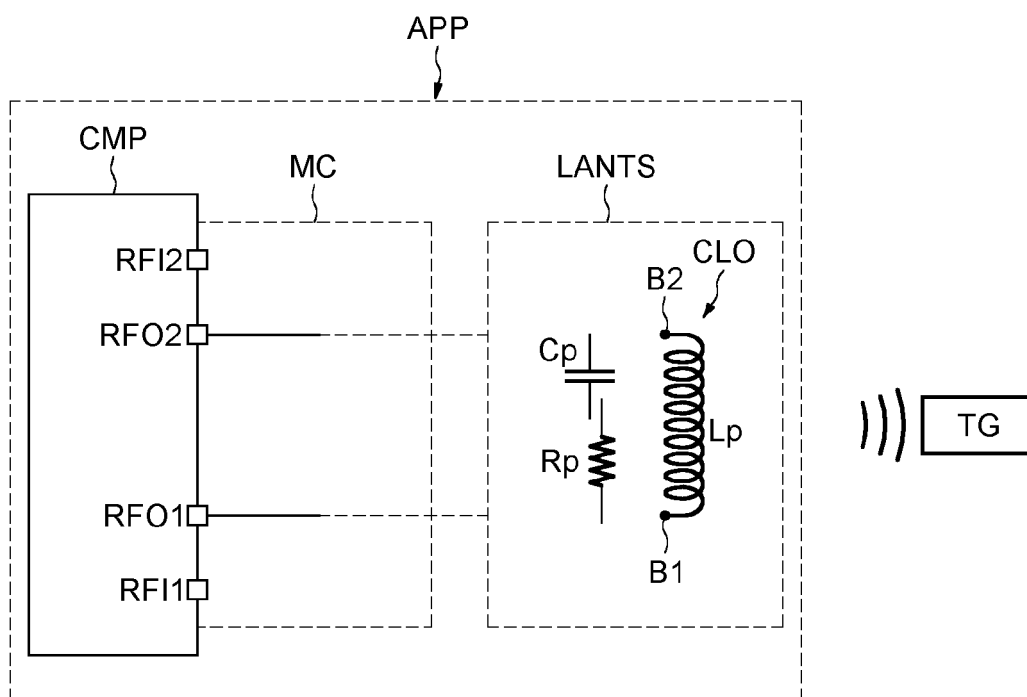 APP
CMP
MC
LANTS
RFI2
RFO2
RFO1
RFI1
CLO
B2
Cp
Rp
Lp
B1
TG